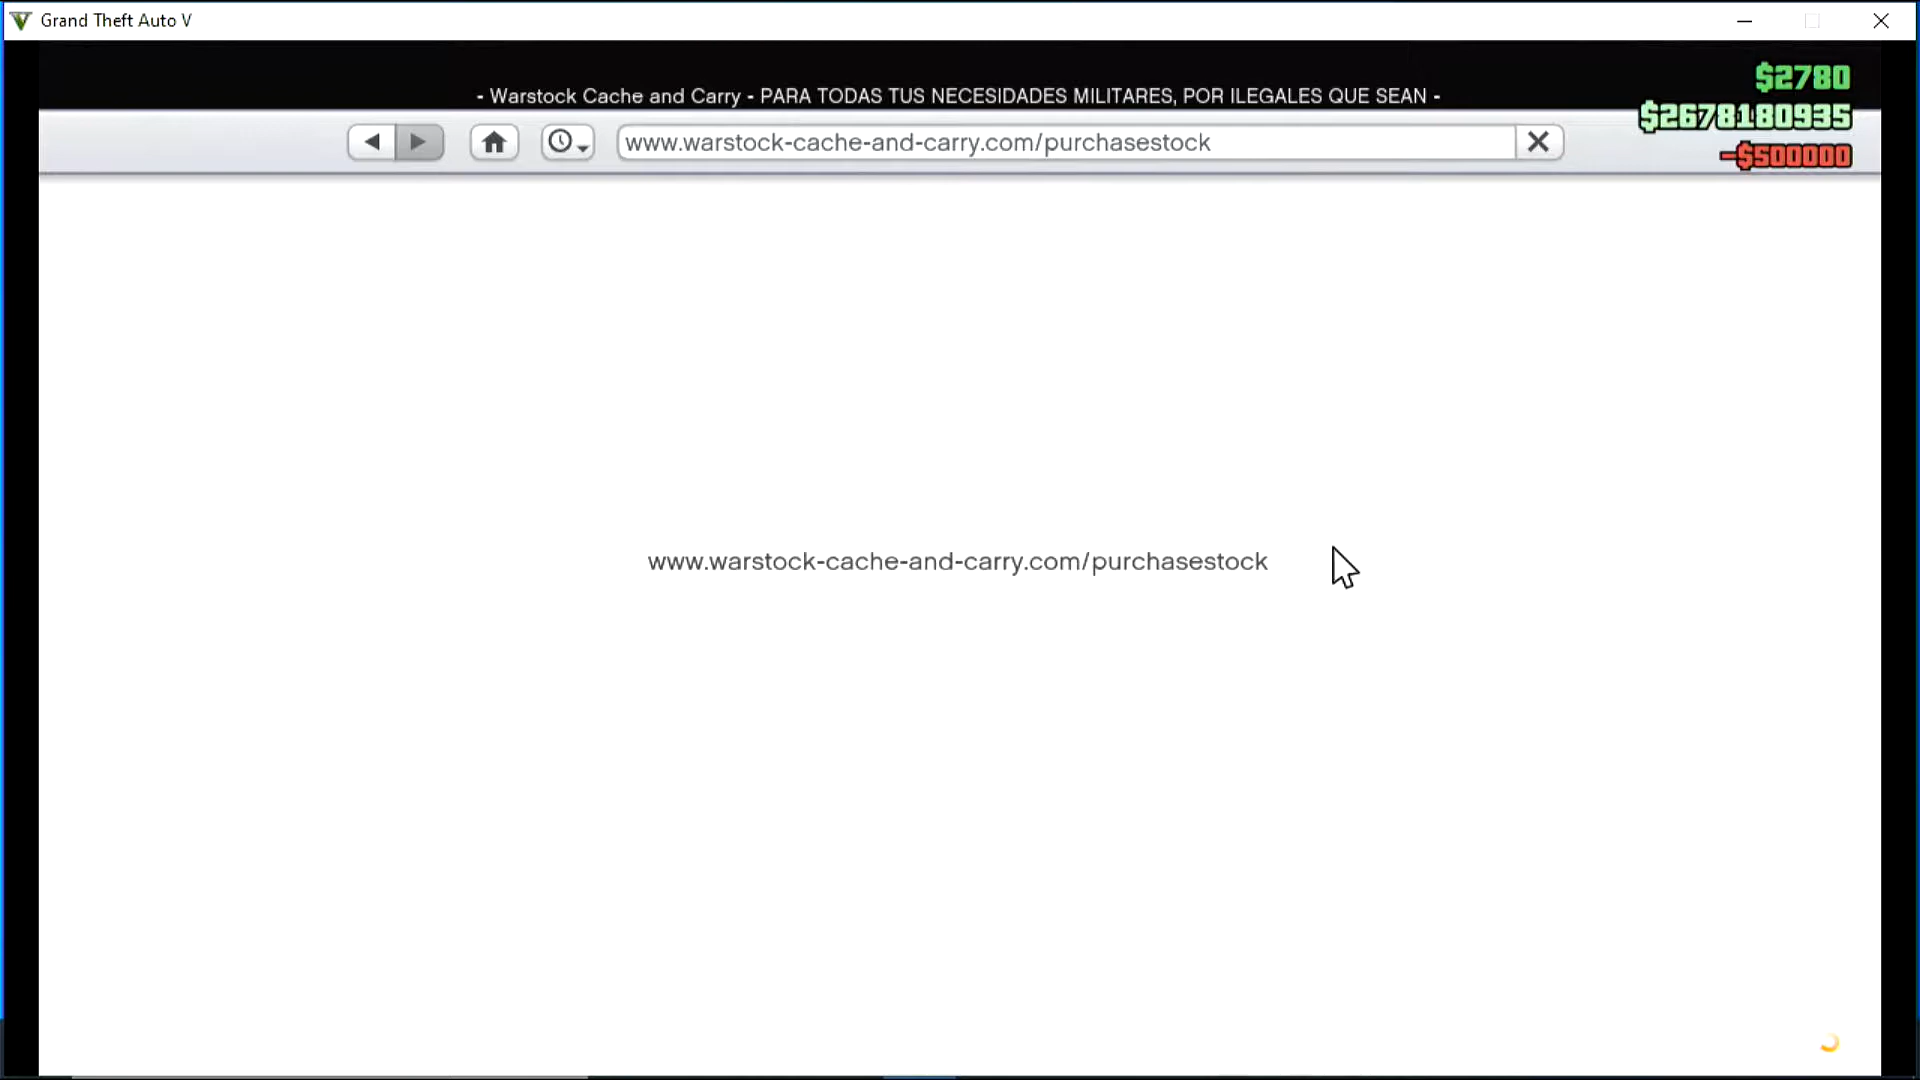 Grand Theft Auto V
$2780
- Warstock Cache and Carry - PARA TODAS TUS NECESIDADES MILITARES, POR ILEGALES QUE SEAN -
$2678180935
www.warstock-cache-and-carry.com/purchasestock
-$500000
www.warstock-cache-and-carry.com/purchasestock